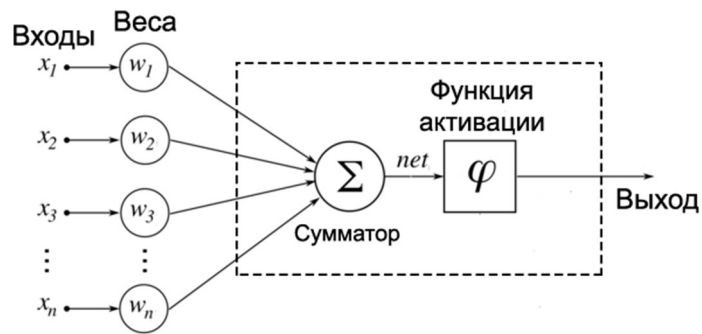 Входы
Веса
x1
w1
x2
w2
x3
w3
xn
wn
Σ
Сумматор
net
Функция
активации
φ
Выход